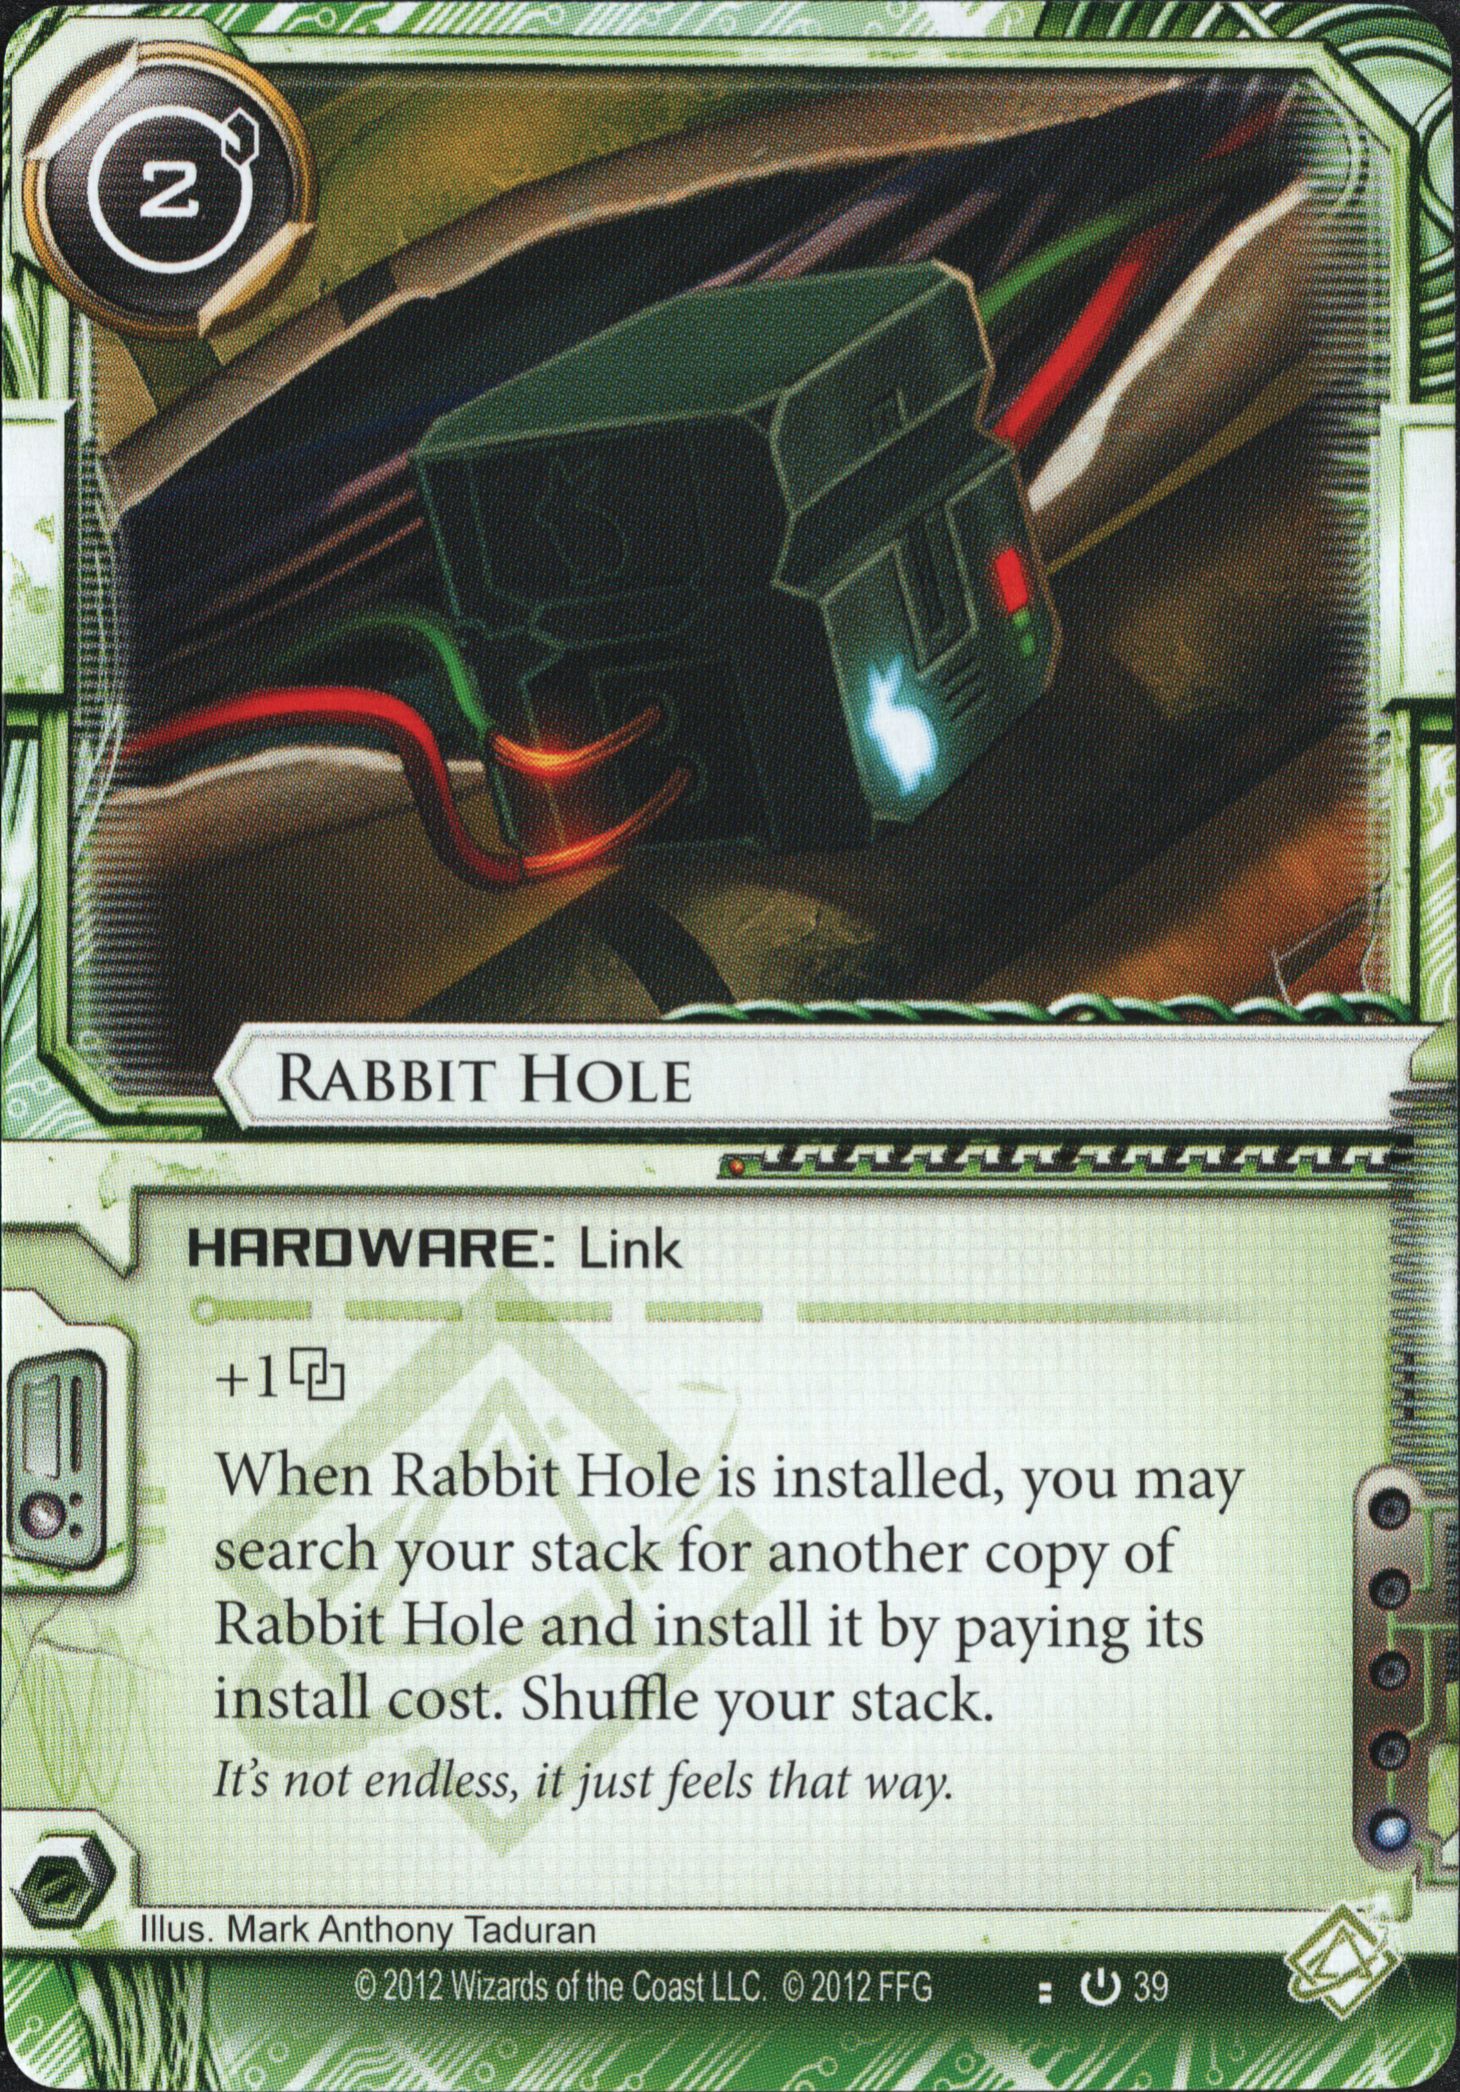 2
RABBIT HOLE
HARDWARE: Link
+1
When Rabbit Hole is installed, you may
search your stack for another copy of
Rabbit Hole and install it by paying its
install cost. Shuffle your stack.
It's not endless, it just feels that way.
Illus. Mark Anthony Taduran
© 2012 Wizards of the Coast LLC. © 2012 FFG
39